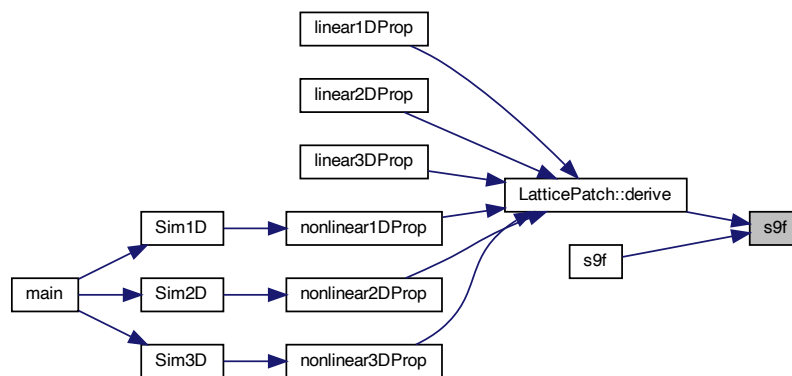 linear1DProp
linear2DProp
linear3DProp
LatticePatch::derive
Sim1D
nonlinear1DProp
s9f
s9f
main
Sim2D
nonlinear2DProp
Sim3D
nonlinear3DProp